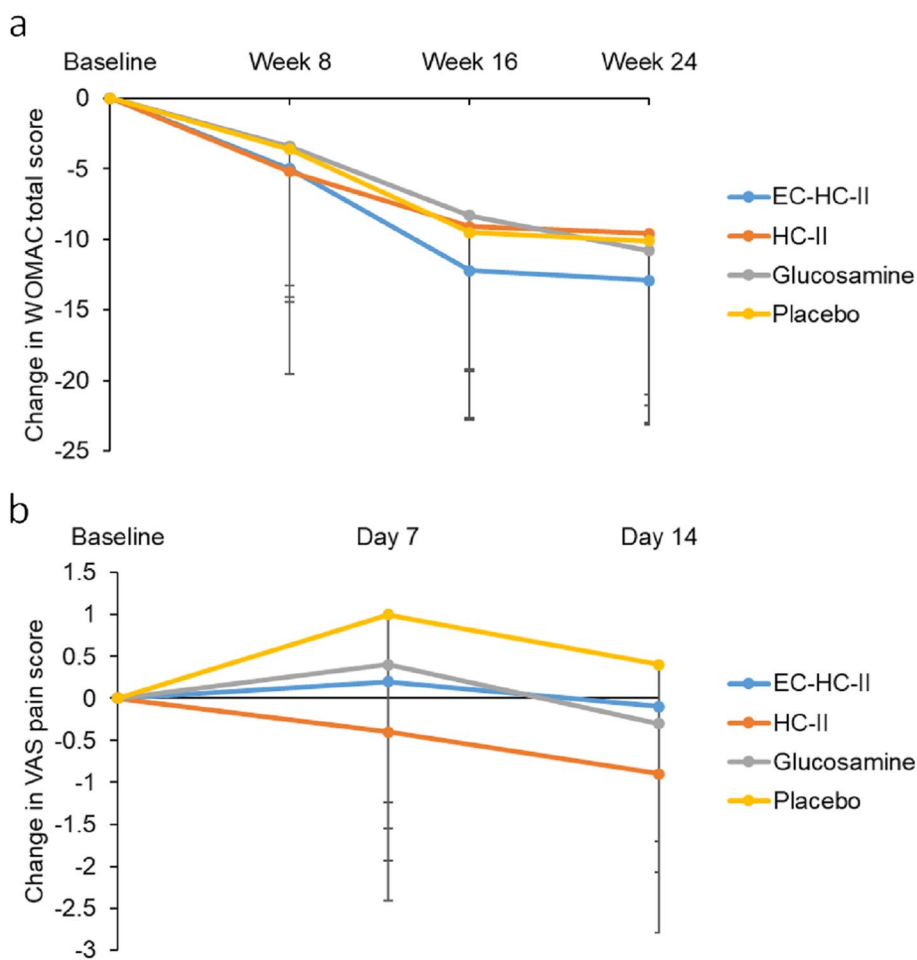 a
Baseline Week 8 Week 16 Week 24
Change in WOMAC total score
0
-5
-10
-15
-20
-25
EC-HC-II
HC-II
Glucosamine
Placebo
b
Baseline Day 7 Day 14
Change in VAS pain score
1.5
1
0.5
0
-0.5
-1
-1.5
-2
-2.5
-3
EC-HC-II
HC-II
Glucosamine
Placebo